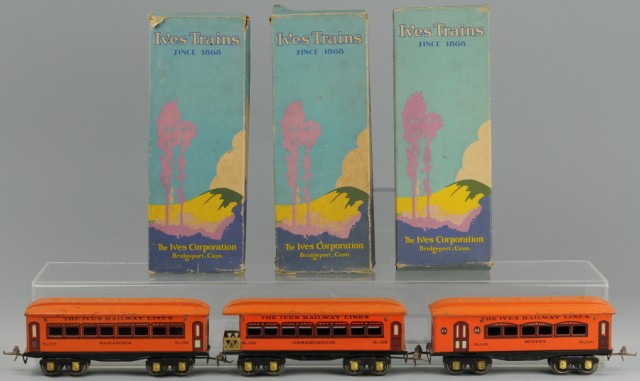 Ives Trains
SINCE 1868
The Ives Corporation
Bridgeport, Conn.
Ives Trains
SINCE 1868
The Ives Corporation
Bridgeport, Conn.
Ives Trains
SINCE 1868
The Ives Corporation
Bridgeport, Conn.
THE IVES RAILWAY LINES
SARATOGA
THE IVES RAILWAY LINES
OBSERVATION
THE IVES RAILWAY LINES
BUFFET